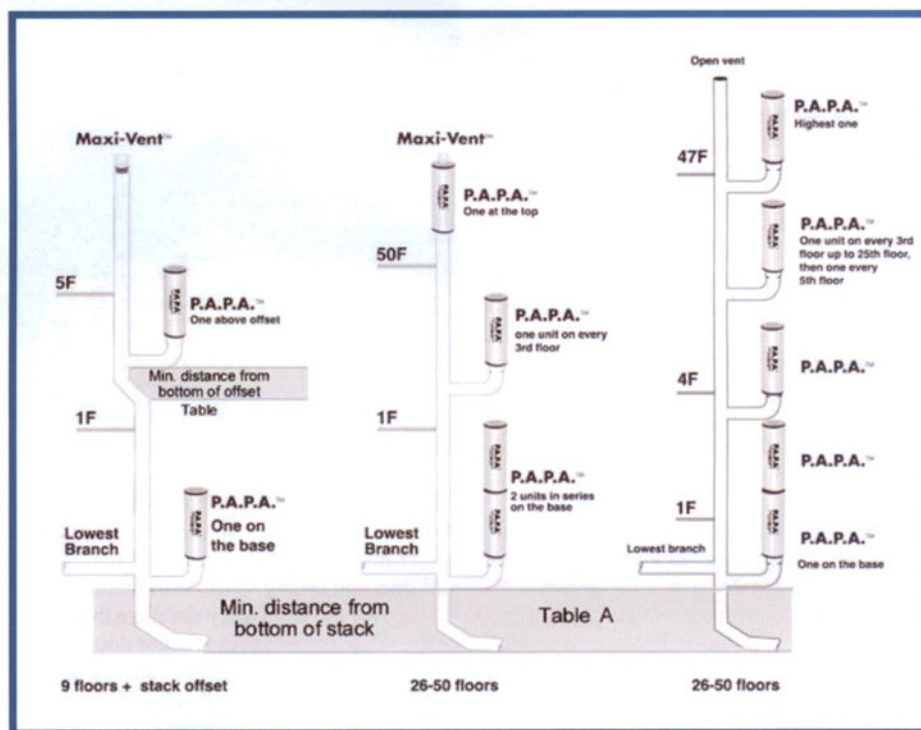 Maxi-Vent™
5F
P.A.P.A.™
One above offset
Min. distance from
bottom of offset
Table
1F
P.A.P.A.™
One on
the base
Lowest
Branch
9 floors + stack offset
Maxi-Vent™
P.A.P.A.™
One at the top
50F
P.A.P.A.™
one unit on every
3rd floor
1F
P.A.P.A.™
2 units in series
on the base
Lowest
Branch
Min. distance from
bottom of stack
Table A
26-50 floors
Open vent
P.A.P.A.™
Highest one
47F
P.A.P.A.™
One unit on every 3rd
floor up to 25th floor,
then one every
5th floor
4F
P.A.P.A.™
P.A.P.A.™
1F
Lowest branch
P.A.P.A.™
One on the base
26-50 floors